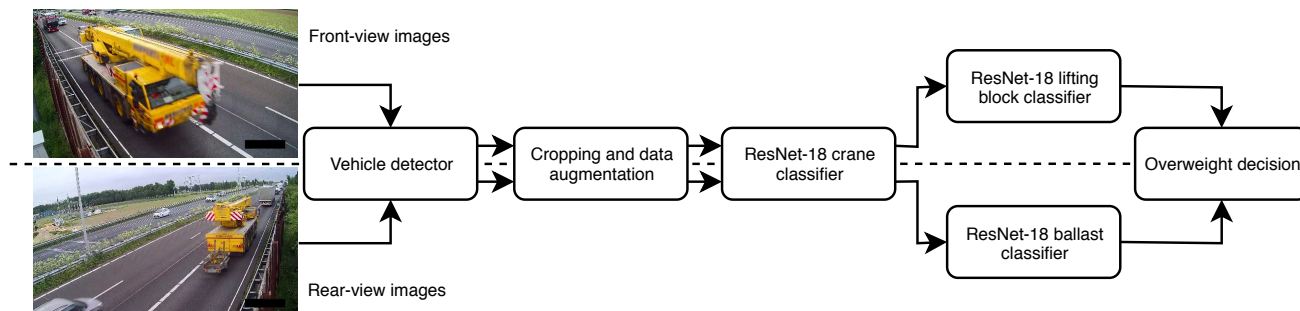 Front-view images
Vehicle detector
Cropping and data
augmentation
ResNet-18 crane
classifier
ResNet-18 lifting
block classifier
ResNet-18 ballast
classifier
Overweight decision
Rear-view images